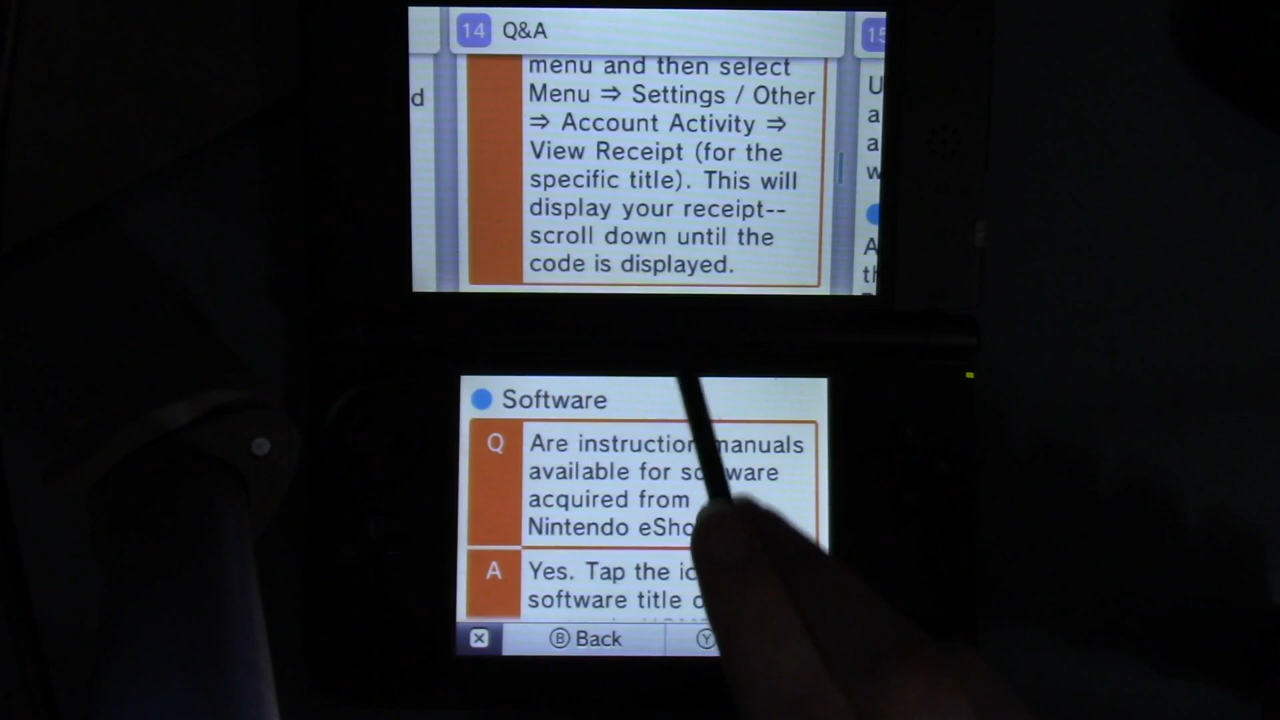 14 Q&A
15
menu and then select
Menu ⇒ Settings / Other
⇒ Account Activity ⇒
View Receipt (for the
specific title). This will
display your receipt--
scroll down until the
code is displayed.
d
U
a
a
w
A
Software
Q Are instruction manuals
available for software
acquired from
Nintendo eSho
A Yes. Tap the ic
software title o
Ⓑ Back
Ⓨ